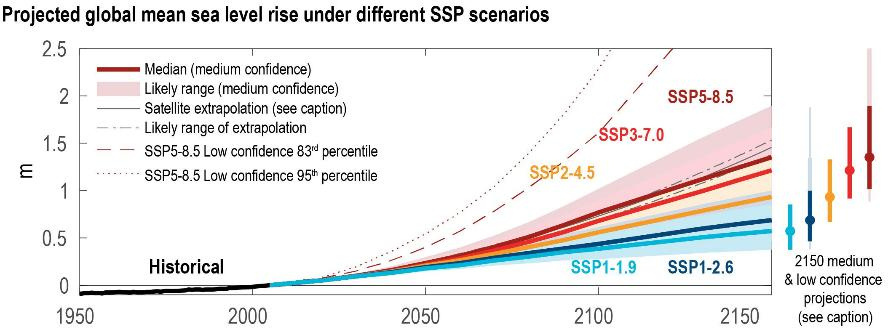 Projected global mean sea level rise under different SSP scenarios
2.5
2
1.5
1
0.5
0
m
Median (medium confidence)
Likely range (medium confidence)
Satellite extrapolation (see caption)
Likely range of extrapolation
SSP5-8.5 Low confidence 83rd percentile
SSP5-8.5 Low confidence 95th percentile
SSP5-8.5
SSP3-7.0
SSP2-4.5
Historical
SSP1-1.9
SSP1-2.6
1950
2000
2050
2100
2150
2150 medium
& low confidence
projections
(see caption)